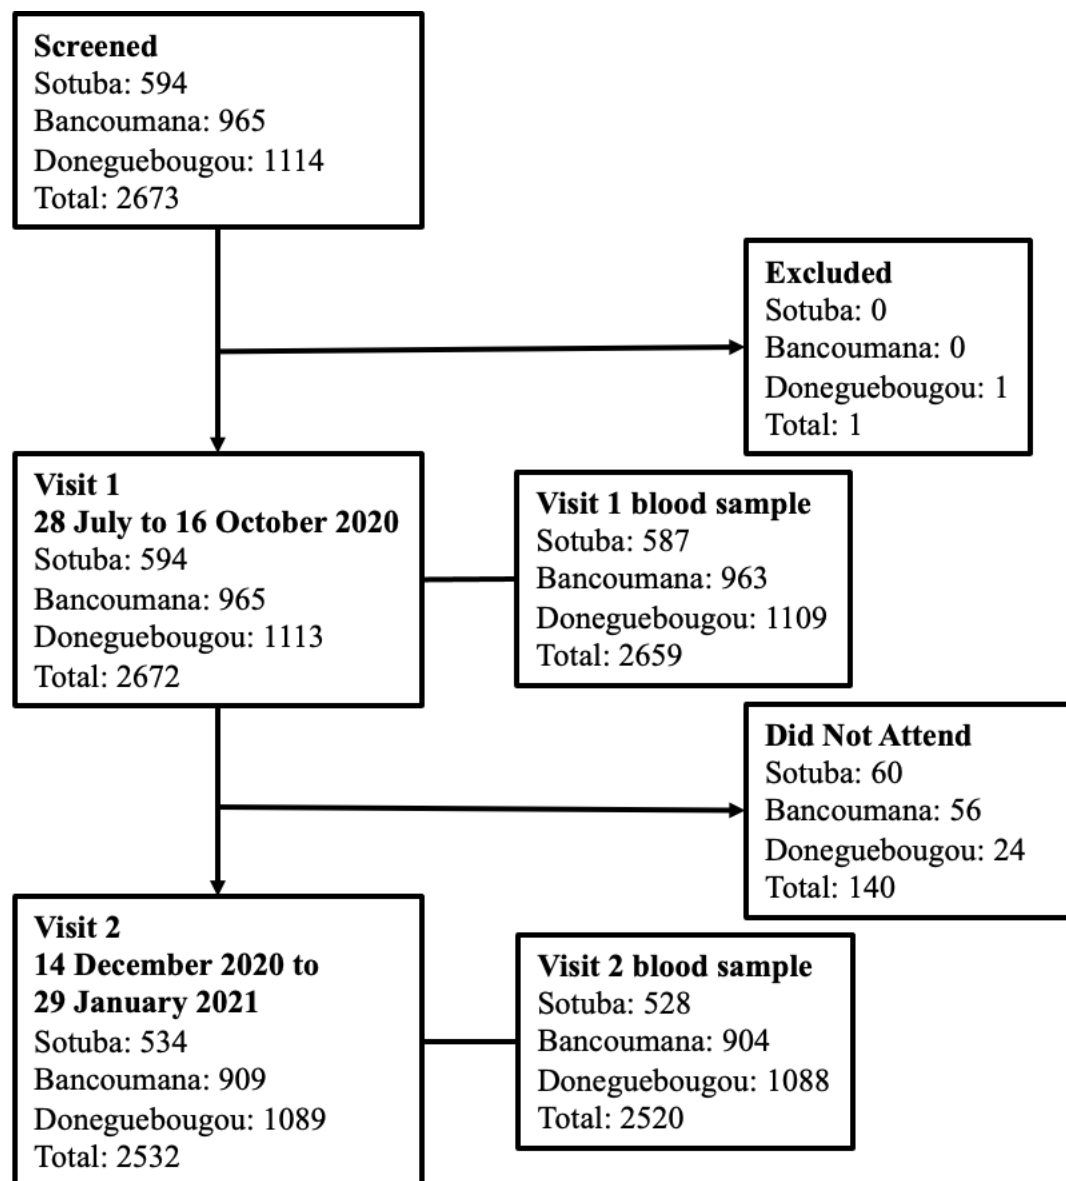 Screened
Sotuba: 594
Bancoumana: 965
Doneguebougou: 1114
Total: 2673
Excluded
Sotuba: 0
Bancoumana: 0
Doneguebougou: 1
Total: 1
Visit 1
28 July to 16 October 2020
Sotuba: 594
Bancoumana: 965
Doneguebougou: 1113
Total: 2672
Visit 1 blood sample
Sotuba: 587
Bancoumana: 963
Doneguebougou: 1109
Total: 2659
Did Not Attend
Sotuba: 60
Bancoumana: 56
Doneguebougou: 24
Total: 140
Visit 2
14 December 2020 to
29 January 2021
Sotuba: 534
Bancoumana: 909
Doneguebougou: 1089
Total: 2532
Visit 2 blood sample
Sotuba: 528
Bancoumana: 904
Doneguebougou: 1088
Total: 2520